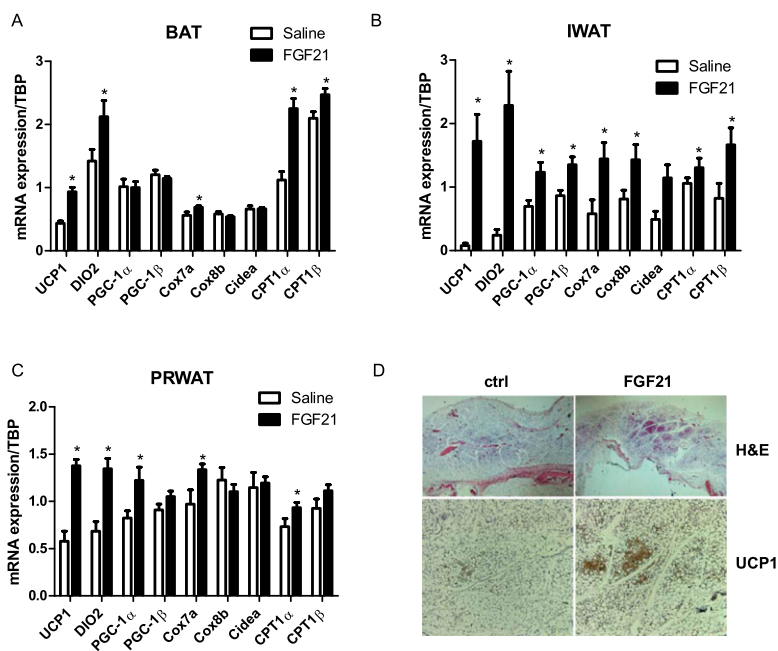 A
BAT
Saline
FGF21
mRNA expression/TBP
3
2
1
0
* * * * *
UCP1 DIO2 PGC-1α PGC-1β Cox7a Cox8b Cidea CPT1α CPT1β
B
IWAT
Saline
FGF21
mRNA expression/TBP
3
2
1
0
* * * * * * * *
UCP1 DIO2 PGC-1α PGC-1β Cox7a Cox8b Cidea CPT1α CPT1β
C
PRWAT
Saline
FGF21
mRNA expression/TBP
2.0
1.5
1.0
0.5
0.0
* * * * *
UCP1 DIO2 PGC-1α PGC-1β Cox7a Cox8b Cidea CPT1α CPT1β
D
ctrl FGF21
H&E
UCP1